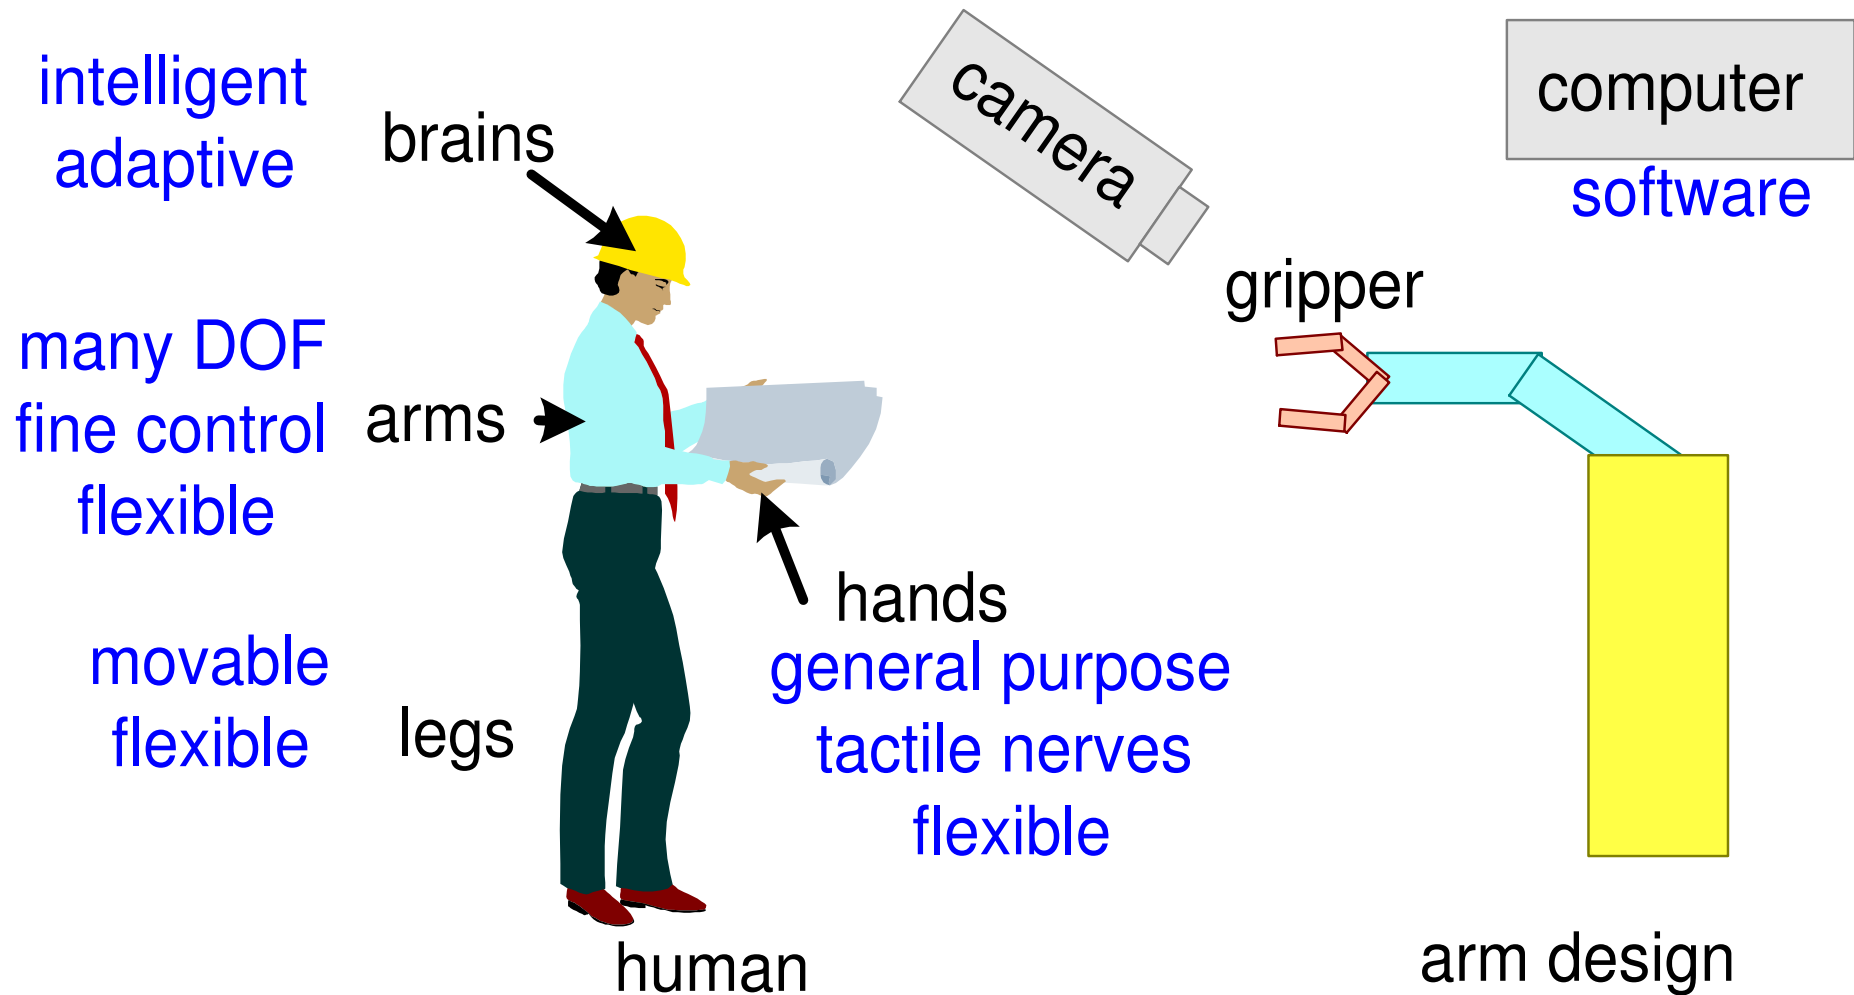 intelligent
adaptive
brains
many DOF
fine control
flexible
arms
movable
flexible
legs
hands
general purpose
tactile nerves
flexible
human
camera
computer
software
gripper
arm design